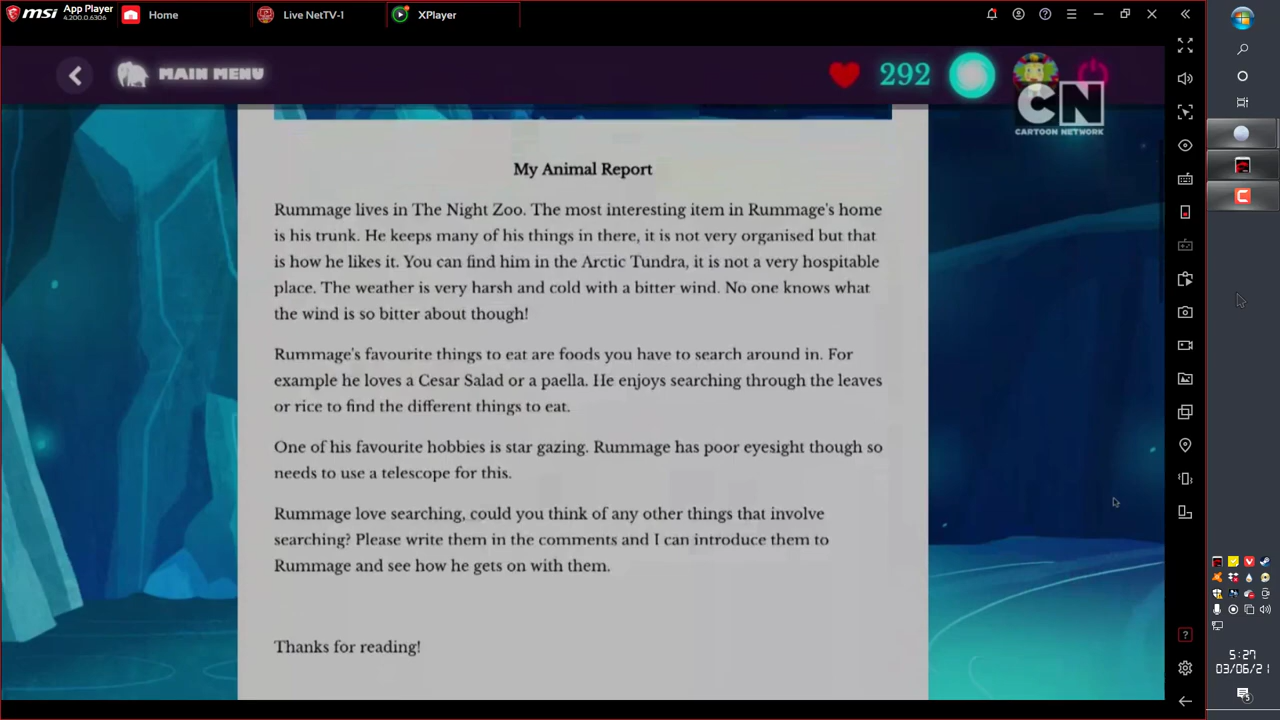 msi App Player
4.200.0.6306
Home
Live NetTV-1
XPlayer
MAIN MENU
292
CN
CARTOON NETWORK
My Animal Report
Rummage lives in The Night Zoo. The most interesting item in Rummage's home
is his trunk. He keeps many of his things in there, it is not very organised but that
is how he likes it. You can find him in the Arctic Tundra, it is not a very hospitable
place. The weather is very harsh and cold with a bitter wind. No one knows what
the wind is so bitter about though!
Rummage's favourite things to eat are foods you have to search around in. For
example he loves a Cesar Salad or a paella. He enjoys searching through the leaves
or rice to find the different things to eat.
One of his favourite hobbies is star gazing. Rummage has poor eyesight though so
needs to use a telescope for this.
Rummage love searching, could you think of any other things that involve
searching? Please write them in the comments and I can introduce them to
Rummage and see how he gets on with them.
Thanks for reading!
5:27
03/06/21